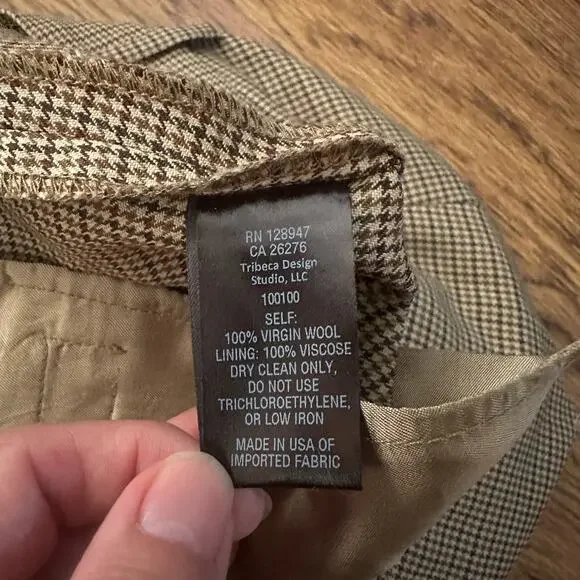 RN 128947
CA 26276
Tribeca Design
Studio, LLC
100100
SELF:
100% VIRGIN WOOL
LINING: 100% VISCOSE
DRY CLEAN ONLY,
DO NOT USE
TRICHLOROETHYLENE,
OR LOW IRON
MADE IN USA OF
IMPORTED FABRIC